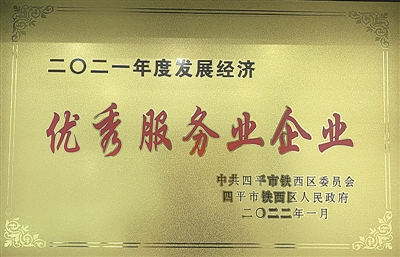 二〇二一年度发展经济
优秀服务业企业
中共四平市铁西区委员会
四平市铁西区人民政府
二〇二二年一月